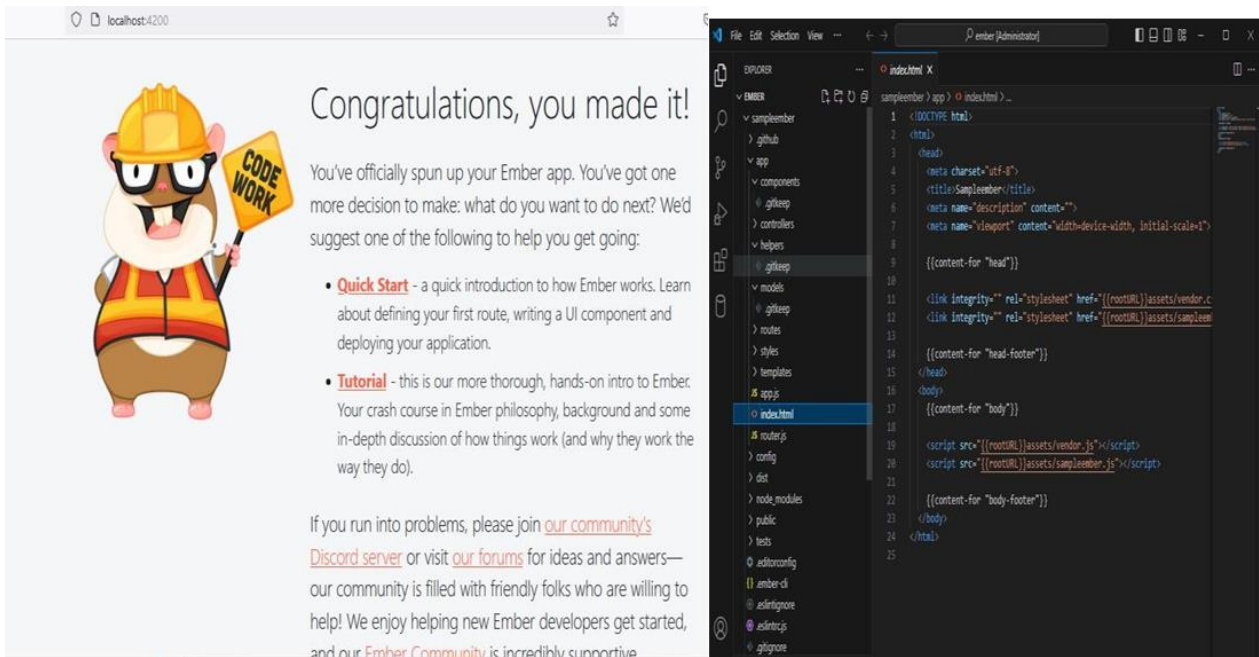 localhost:4200
CODE
WORK
Congratulations, you made it!
You've officially spun up your Ember app. You've got one
more decision to make: what do you want to do next? We'd
suggest one of the following to help you get going:
• Quick Start - a quick introduction to how Ember works. Learn
about defining your first route, writing a UI component and
deploying your application.
• Tutorial - this is our more thorough, hands-on intro to Ember.
Your crash course in Ember philosophy, background and some
in-depth discussion of how things work (and why they work the
way they do).
If you run into problems, please join our community's
Discord server or visit our forums for ideas and answers—
our community is filled with friendly folks who are willing to
help! We enjoy helping new Ember developers get started,
and our Ember Community is incredibly supportive.
File Edit Selection View ··· ember [Administrator]
EXPLORER ···
EMBER
sampleember
.github
app
components
.gitkeep
controllers
helpers
.gitkeep
models
.gitkeep
routes
styles
templates
JS app.js
index.html
JS router.js
config
dist
node_modules
public
tests
.editorconfig
{} .ember-cli
.eslintignore
.eslintrc.js
.gitignore
index.html X
sampleember > app > index.html > ...
1 <!DOCTYPE html>
2 <html>
3 <head>
4 <meta charset="utf-8">
5 <title>Sampleember</title>
6 <meta name="description" content="">
7 <meta name="viewport" content="width=device-width, initial-scale=1">
8
9 {{content-for "head"}}
10
11 <link integrity="" rel="stylesheet" href="{{rootURL}}assets/vendor.c
12 <link integrity="" rel="stylesheet" href="{{rootURL}}assets/sampleem
13
14 {{content-for "head-footer"}}
15 </head>
16 <body>
17 {{content-for "body"}}
18
19 <script src="{{rootURL}}assets/vendor.js"></script>
20 <script src="{{rootURL}}assets/sampleember.js"></script>
21
22 {{content-for "body-footer"}}
23 </body>
24 </html>
25